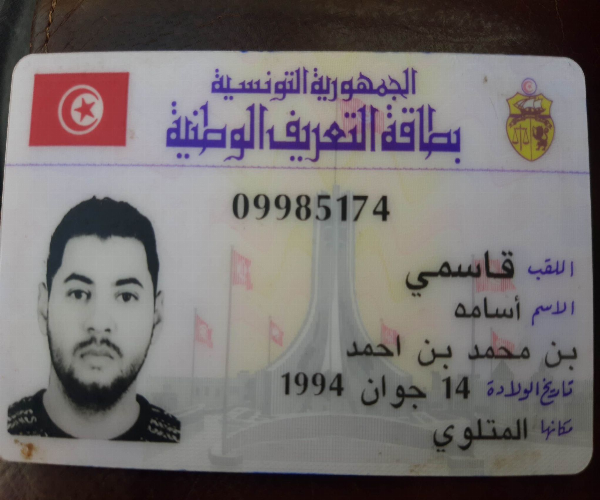 الجمهورية التونسية
بطاقة التعريف الوطنية
09985174
اللقب قاسمي
الاسم أسامه
بن محمد بن احمد
تاريخ الولادة 14 جوان 1994
مكانها المتلوي